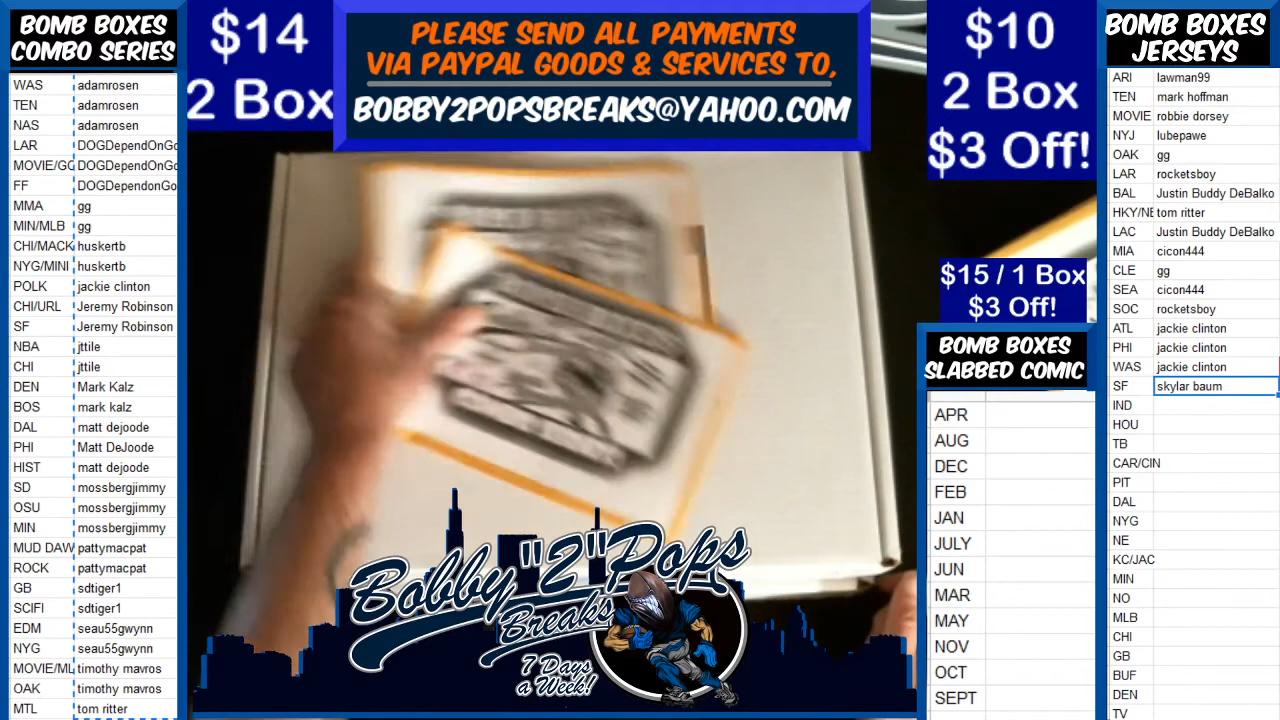 BOMB BOXES
COMBO SERIES
WAS adamrosen
TEN adamrosen
NAS adamrosen
LAR DOGDependOnGo
MOVIE/GO DOGDependOnGo
FF DOGDependonGo
MMA gg
MIN/MLB gg
CHI/MACK huskertb
NYG/MINI huskertb
POLK jackie clinton
CHI/URL Jeremy Robinson
SF Jeremy Robinson
NBA jttile
CHI jttile
DEN Mark Kalz
BOS mark kalz
DAL matt dejoode
PHI Matt DeJoode
HIST matt dejoode
SD mossbergjimmy
OSU mossbergjimmy
MIN mossbergjimmy
MUD DAW pattymacpat
ROCK pattymacpat
GB sdtiger1
SCIFI sdtiger1
EDM seau55gwynn
NYG seau55gwynn
MOVIE/ML timothy mavros
OAK timothy mavros
MTL tom ritter
$14
2 Box
PLEASE SEND ALL PAYMENTS
VIA PAYPAL GOODS & SERVICES TO,
BOBBY2POPSBREAKS@YAHOO.COM
Bobby "2" Pops
Breaks
7 Days
a Week!
$10
2 Box
$3 Off!
$15 / 1 Box
$3 Off!
BOMB BOXES
SLABBED COMIC
APR
AUG
DEC
FEB
JAN
JULY
JUN
MAR
MAY
NOV
OCT
SEPT
BOMB BOXES
JERSEYS
ARI lawman99
TEN mark hoffman
MOVIE robbie dorsey
NYJ lubepawe
OAK gg
LAR rocketsboy
BAL Justin Buddy DeBalko
HKY/NE tom ritter
LAC Justin Buddy DeBalko
MIA cicon444
CLE gg
SEA cicon444
SOC rocketsboy
ATL jackie clinton
PHI jackie clinton
WAS jackie clinton
SF skylar baum
IND
HOU
TB
CAR/CIN
PIT
DAL
NYG
NE
KC/JAC
MIN
NO
MLB
CHI
GB
BUF
DEN
TV